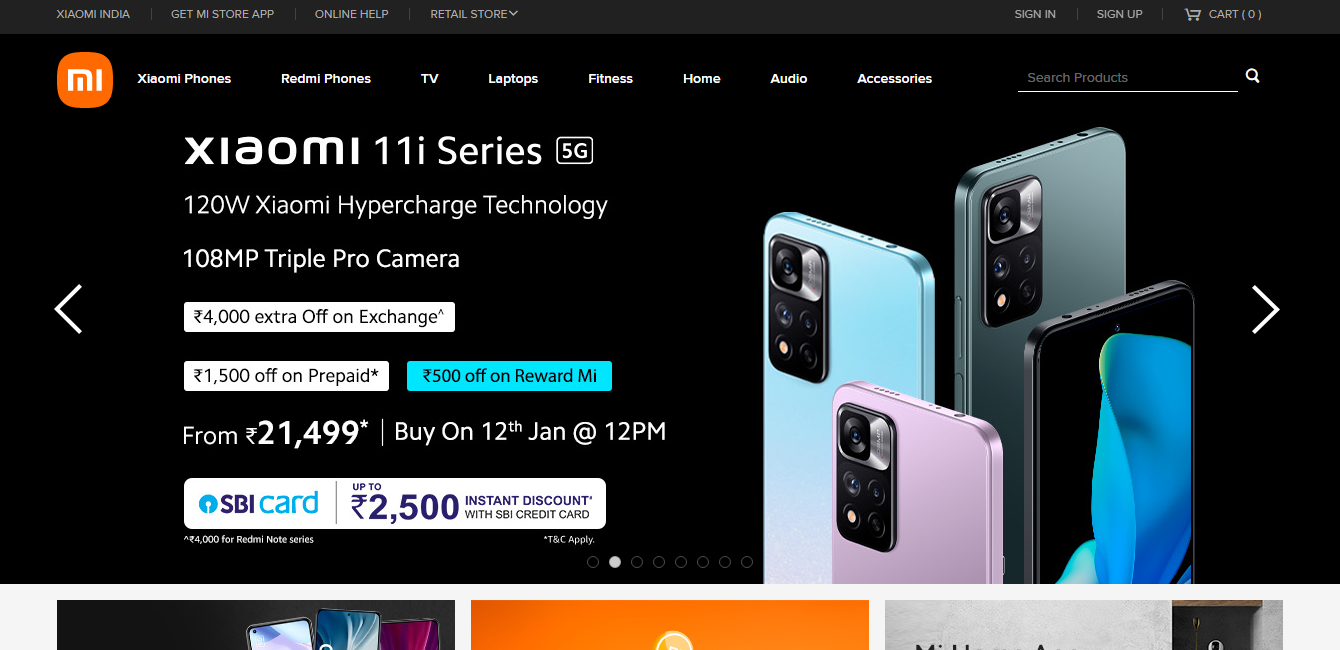 XIAOMI INDIA GET MI STORE APP ONLINE HELP RETAIL STORE SIGN IN SIGN UP CART ( 0 )
mi Xiaomi Phones Redmi Phones TV Laptops Fitness Home Audio Accessories Search Products
xiaomi 11i Series 5G
120W Xiaomi Hypercharge Technology
108MP Triple Pro Camera
₹4,000 extra Off on Exchange^
₹1,500 off on Prepaid* ₹500 off on Reward Mi
From ₹21,499* | Buy On 12th Jan @ 12PM
SBI card UP TO ₹2,500 INSTANT DISCOUNT* WITH SBI CREDIT CARD
^₹4,000 for Redmi Note series *T&C Apply.